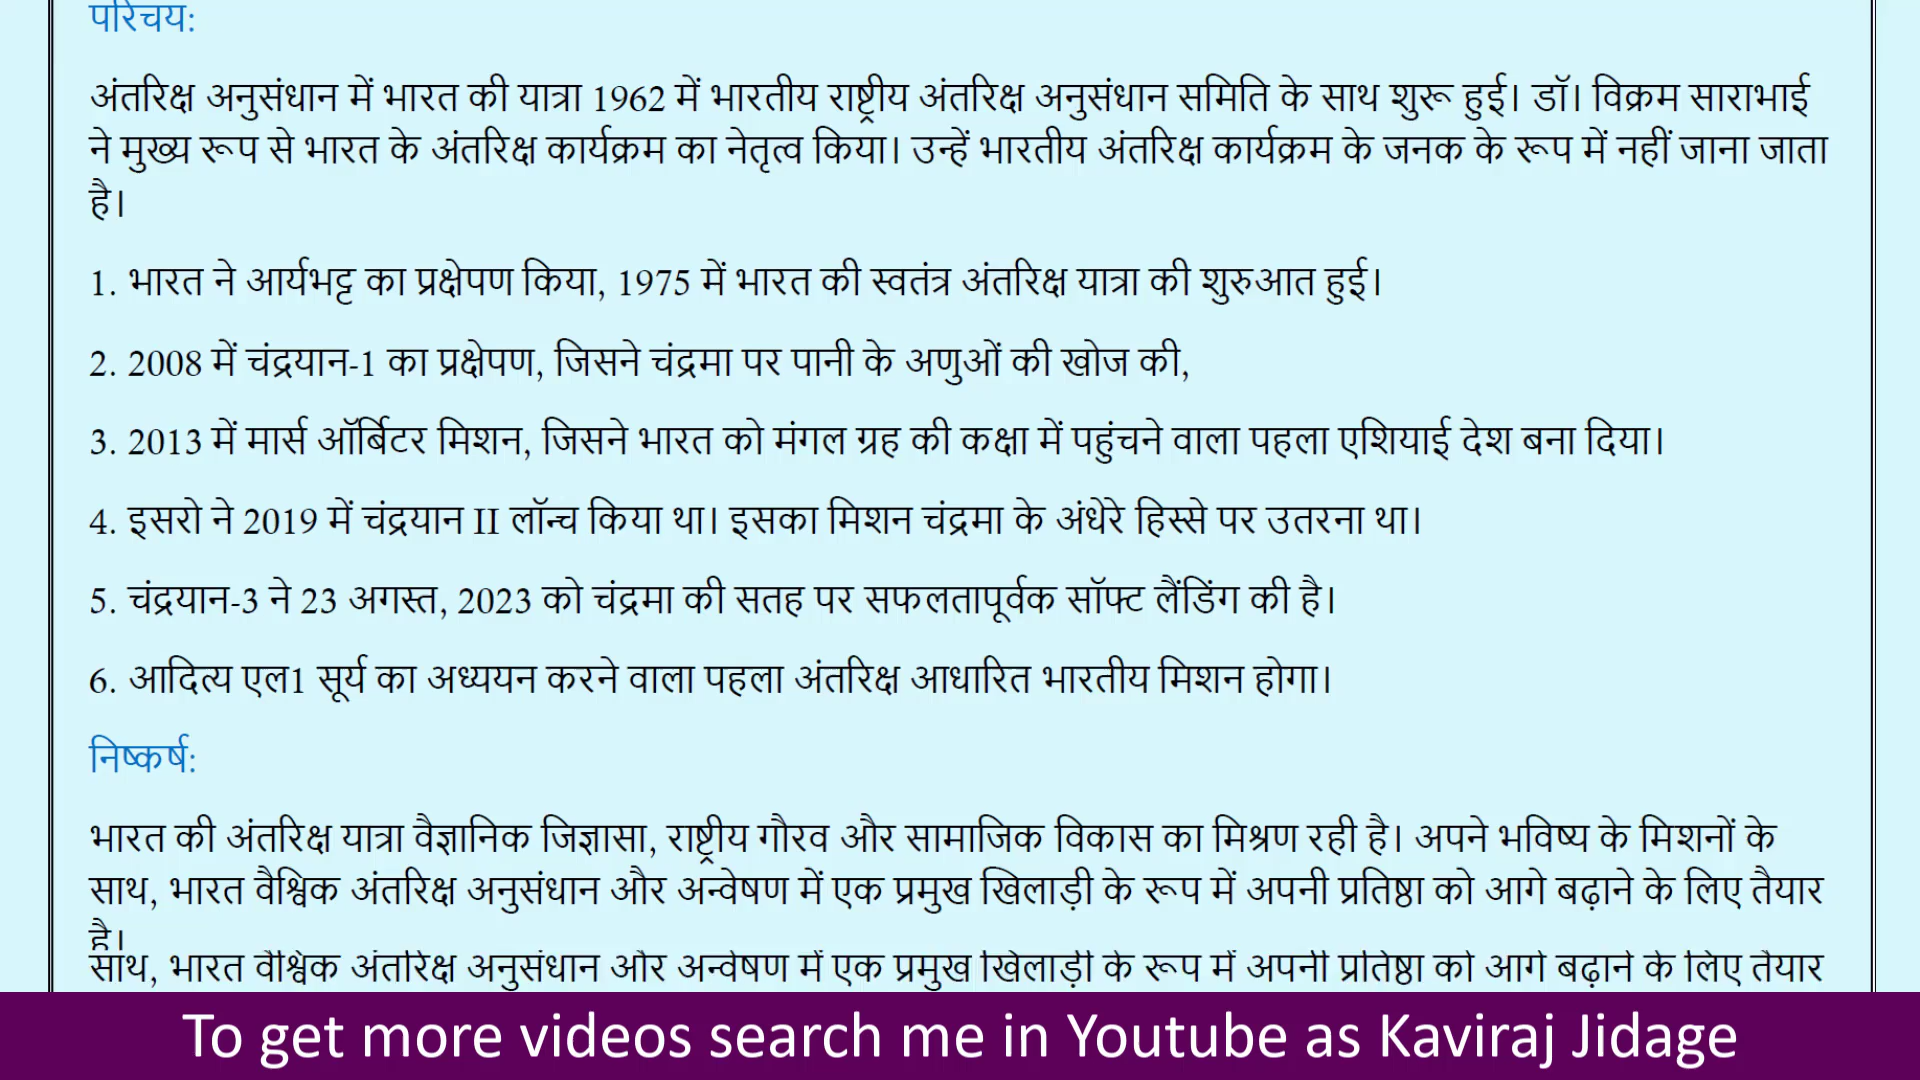 परिचय:
अंतरिक्ष अनुसंधान में भारत की यात्रा 1962 में भारतीय राष्ट्रीय अंतरिक्ष अनुसंधान समिति के साथ शुरू हुई। डॉ। विक्रम साराभाई
ने मुख्य रूप से भारत के अंतरिक्ष कार्यक्रम का नेतृत्व किया। उन्हें भारतीय अंतरिक्ष कार्यक्रम के जनक के रूप में नहीं जाना जाता
है।
1. भारत ने आर्यभट्ट का प्रक्षेपण किया, 1975 में भारत की स्वतंत्र अंतरिक्ष यात्रा की शुरुआत हुई।
2. 2008 में चंद्रयान-1 का प्रक्षेपण, जिसने चंद्रमा पर पानी के अणुओं की खोज की,
3. 2013 में मार्स ऑर्बिटर मिशन, जिसने भारत को मंगल ग्रह की कक्षा में पहुंचने वाला पहला एशियाई देश बना दिया।
4. इसरो ने 2019 में चंद्रयान II लॉन्च किया था। इसका मिशन चंद्रमा के अंधेरे हिस्से पर उतरना था।
5. चंद्रयान-3 ने 23 अगस्त, 2023 को चंद्रमा की सतह पर सफलतापूर्वक सॉफ्ट लैंडिंग की है।
6. आदित्य एल1 सूर्य का अध्ययन करने वाला पहला अंतरिक्ष आधारित भारतीय मिशन होगा।
निष्कर्ष:
भारत की अंतरिक्ष यात्रा वैज्ञानिक जिज्ञासा, राष्ट्रीय गौरव और सामाजिक विकास का मिश्रण रही है। अपने भविष्य के मिशनों के
साथ, भारत वैश्विक अंतरिक्ष अनुसंधान और अन्वेषण में एक प्रमुख खिलाड़ी के रूप में अपनी प्रतिष्ठा को आगे बढ़ाने के लिए तैयार
है।
साथ, भारत वैश्विक अंतरिक्ष अनुसंधान और अन्वेषण में एक प्रमुख खिलाड़ी के रूप में अपनी प्रतिष्ठा को आगे बढ़ाने के लिए तैयार
To get more videos search me in Youtube as Kaviraj Jidage